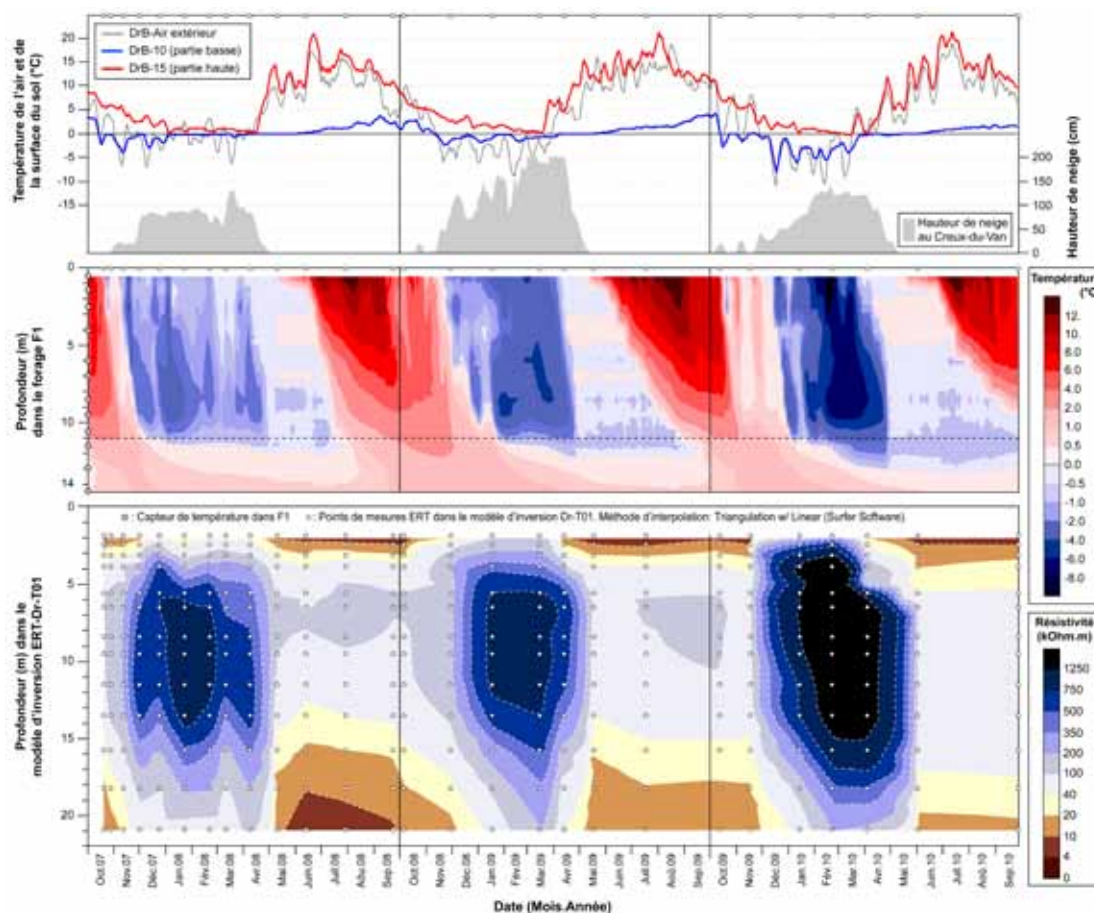 Température de l'air et de
la surface du sol (°C)
20
15
10
5
0
-5
-10
-15
DrB-Air extérieur
DrB-10 (partie basse)
DrB-15 (partie haute)
Hauteur de neige (cm)
200
150
100
50
0
Hauteur de neige
au Creux-du-Van
Profondeur (m)
dans le forage F1
0
5
10
14
Température
(°C
12.
10.
8.0
6.0
4.0
2.0
1.0
0.5
0.0
-0.5
-1.0
-2.0
-4.0
-6.0
-8.0
Profondeur (m) dans le
modèle d'inversion ERT-Dr-T01
0
5
10
15
20
: Capteur de température dans F1
: Points de mesures ERT dans le modèle d'inversion Dr-T01. Méthode d'interpolation: Triangulation w/ Linear (Surfer Software)
Résistivité
(kOhm.m)
1250
750
500
350
200
100
40
20
10
4
0
Oct.07
Nov.07
Déc.07
Jan.08
Fév.08
Mar.08
Avr.08
Mai.08
Jun.08
Juil.08
Sep.08
Oct.08
Nov.08
Déc.08
Jan.09
Fév.09
Mar.09
Avr.09
Mai.09
Jun.09
Juil.09
Aoû.09
Sep.09
Oct.09
Nov.09
Déc.09
Jan.10
Fév.10
Mar.10
Avr.10
Mai.10
Jun.10
Juil.10
Aoû.10
Sep.10
Date (Mois.Année)